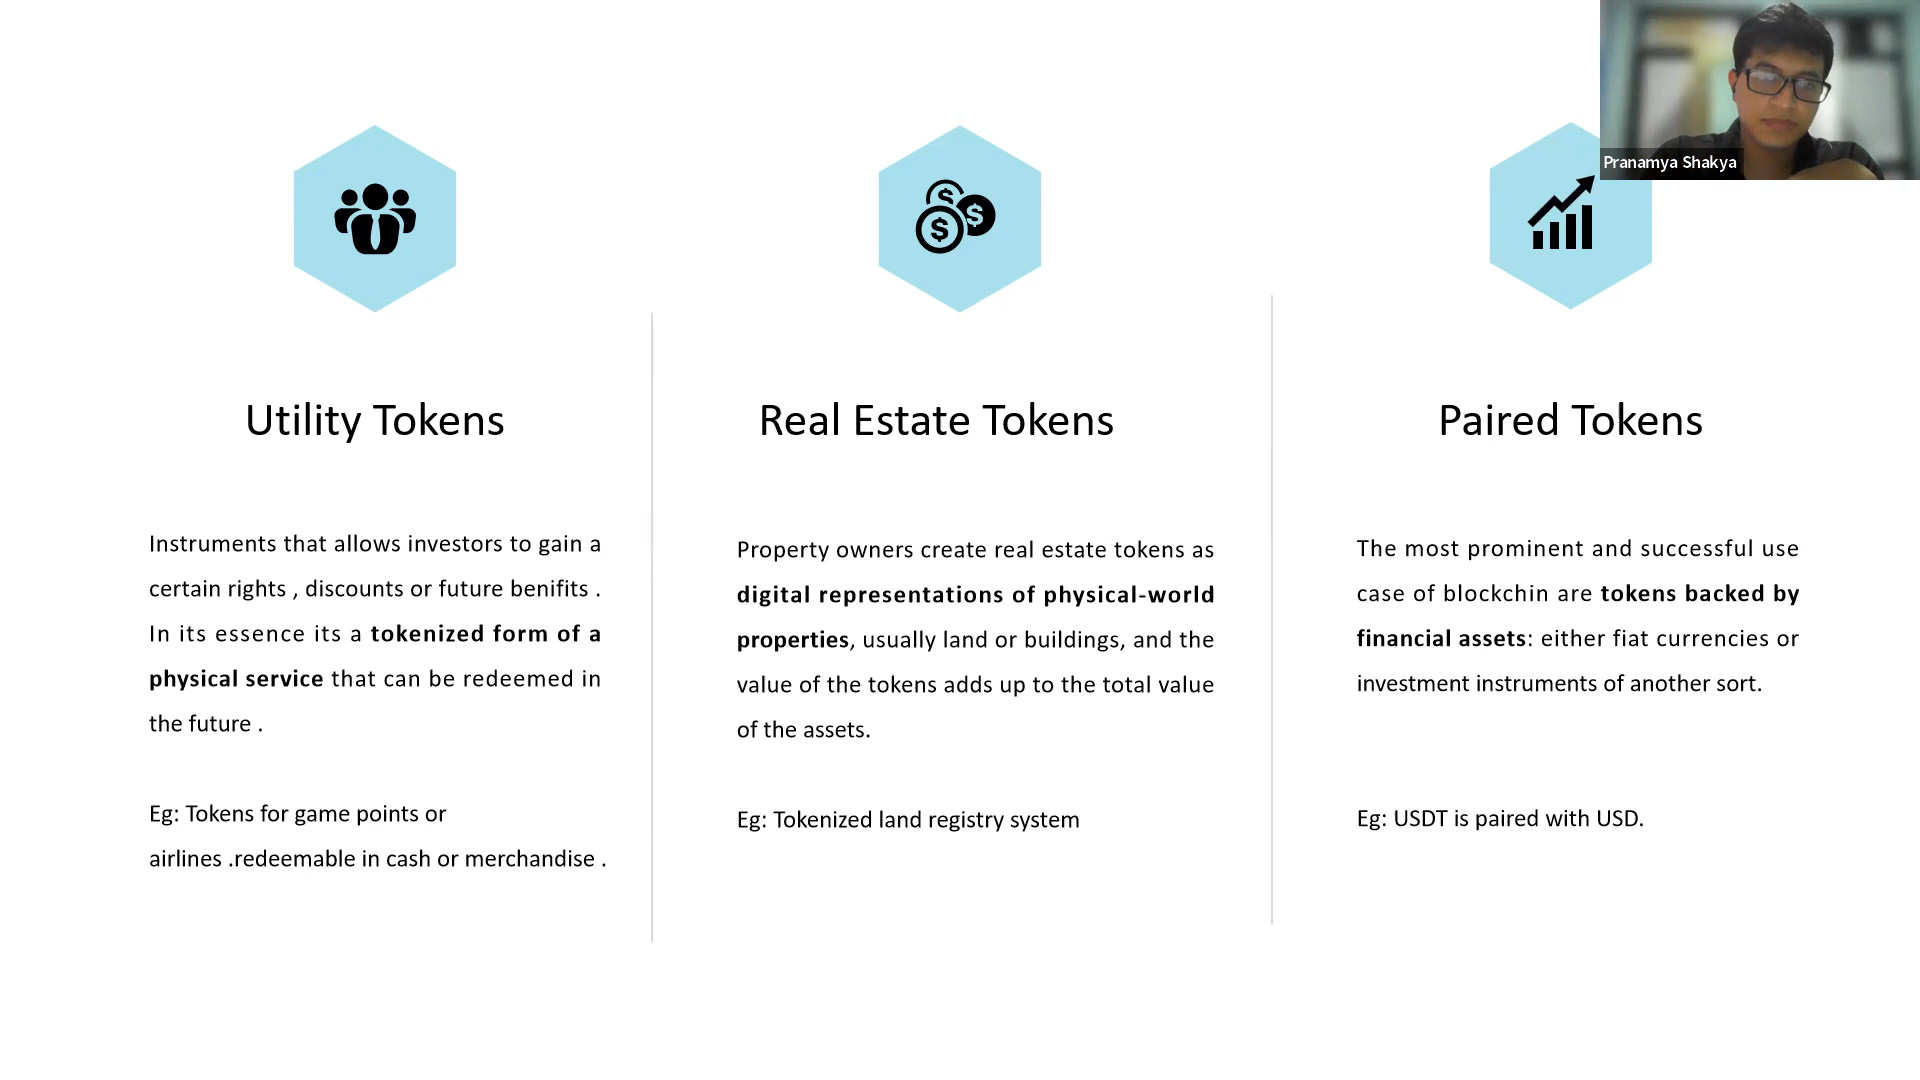 Pranamya Shakya
Utility Tokens
Instruments that allows investors to gain a
certain rights , discounts or future benifits .
In its essence its a tokenized form of a
physical service that can be redeemed in
the future .
Eg: Tokens for game points or
airlines .redeemable in cash or merchandise .
Real Estate Tokens
Property owners create real estate tokens as
digital representations of physical-world
properties, usually land or buildings, and the
value of the tokens adds up to the total value
of the assets.
Eg: Tokenized land registry system
Paired Tokens
The most prominent and successful use
case of blockchin are tokens backed by
financial assets: either fiat currencies or
investment instruments of another sort.
Eg: USDT is paired with USD.